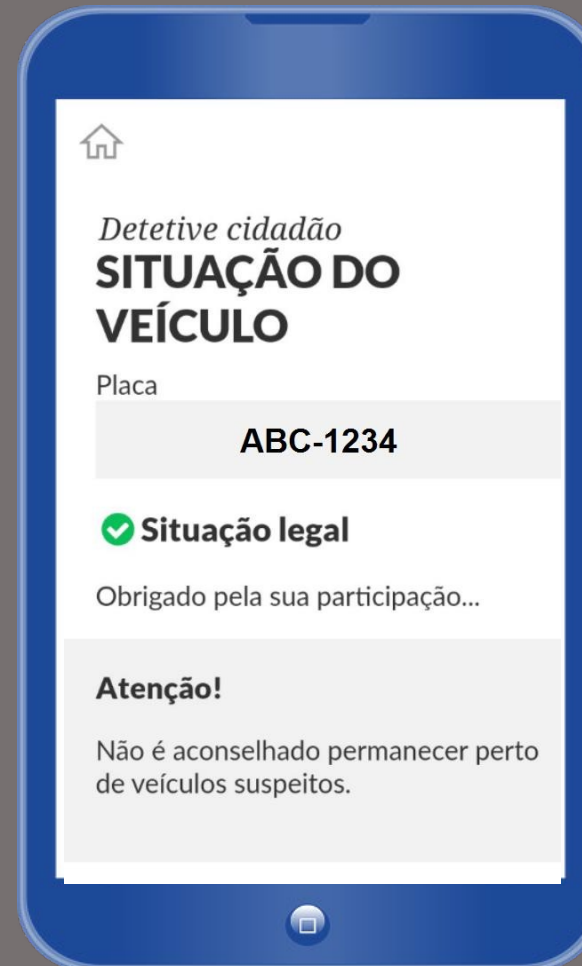 Detetive cidadão
SITUAÇÃO DO
VEÍCULO
Placa
ABC-1234
Situação legal
Obrigado pela sua participação...
Atenção!
Não é aconselhado permanecer perto
de veículos suspeitos.